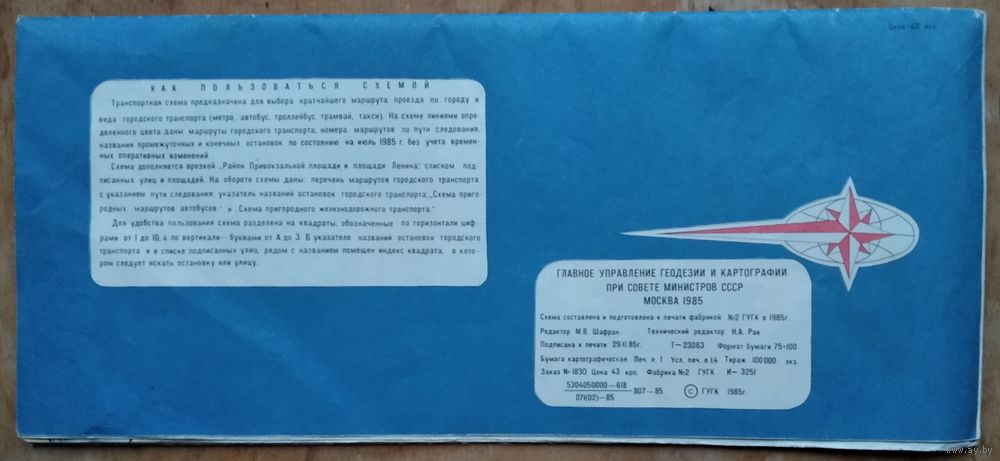 Цена 43 коп.
КАК ПОЛЬЗОВАТЬСЯ СХЕМОЙ
Транспортная схема предназначена для выбора кратчайшего маршрута проезда по городу и
вида городского транспорта (метро, автобус, троллейбус, трамвай, такси). На схеме линиями опре-
деленного цвета даны маршруты городского транспорта, номера маршрутов по пути следования,
названия промежуточных и конечных остановок по состоянию на июль 1985 г. без учета времен-
ных оперативных изменений.
Схема дополняется врезкой „Район Привокзальной площади и площади Ленина", списком под-
писанных улиц и площадей. На обороте схемы даны: перечень маршрутов городского транспорта
с указанием пути следования; указатель названий остановок городского транспорта; „Схема приго-
родных маршрутов автобусов" и „Схема пригородного железнодорожного транспорта."
Для удобства пользования схема разделена на квадраты, обозначенные по горизонтали циф-
рами от 1 до 10, а по вертикали—буквами от А до З. В указателе названий остановок городского
транспорта и в списке подписанных улиц, рядом с названием помещен индекс квадрата, в кото-
ром следует искать остановку или улицу.
ГЛАВНОЕ УПРАВЛЕНИЕ ГЕОДЕЗИИ И КАРТОГРАФИИ
ПРИ СОВЕТЕ МИНИСТРОВ СССР
МОСКВА 1985
Схема составлена и подготовлена к печати фабрикой №2 ГУГК в 1985г.
Редактор М.В. Шафран Технический редактор Н.А. Рак
Подписана к печати 29.XI.85г. Т—23063 Формат бумаги 75×100
Бумага картографическая Печ. л. 1 Усл. печ. л. 1,4 Тираж 100000 экз.
Заказ № 1830 Цена 43 коп. Фабрика №2 ГУГК И—3251
5304050000—618
071(02)—85
807—85
© ГУГК 1985г.
www.ay.by